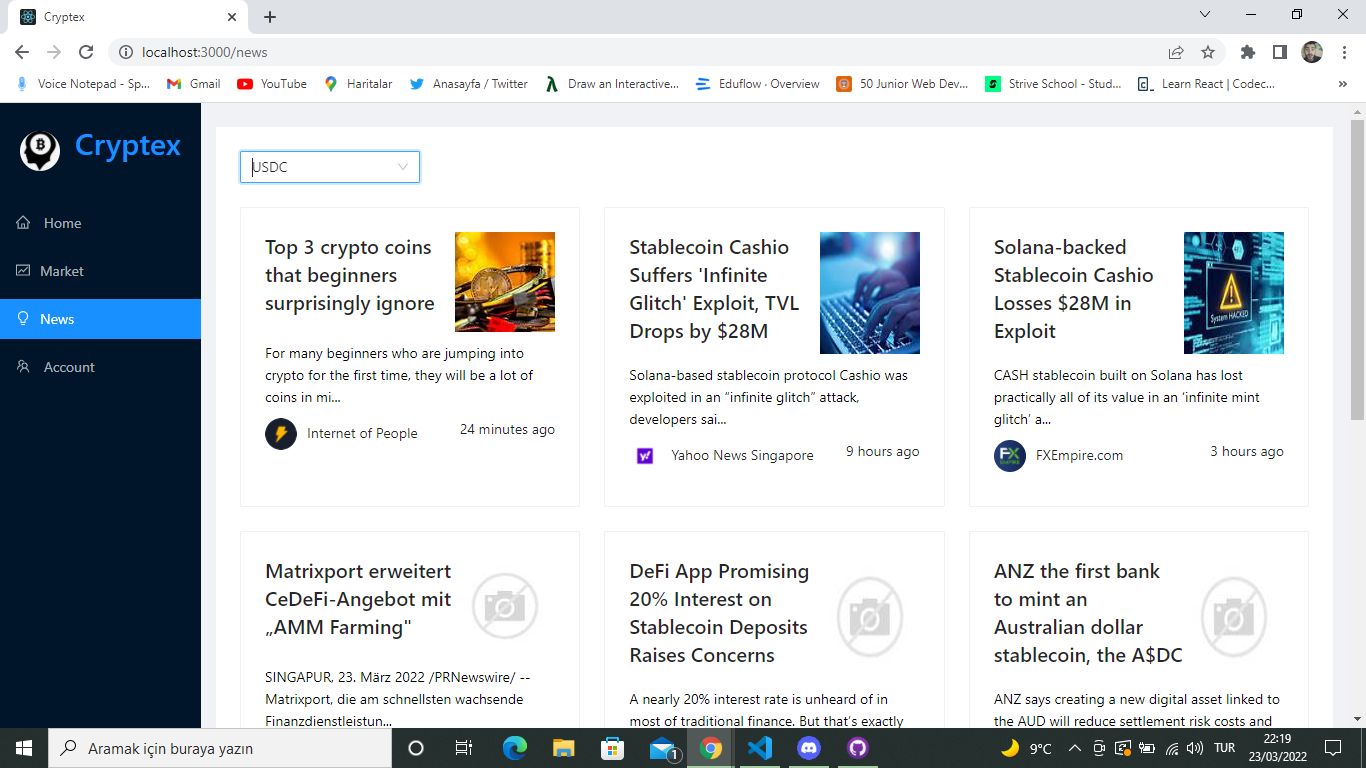 Cryptex
localhost:3000/news
Voice Notepad - Sp...
Gmail
YouTube
Haritalar
Anasayfa / Twitter
Draw an Interactive...
Eduflow · Overview
50 Junior Web Dev...
Strive School - Stud...
Learn React | Codec...
»
Cryptex
Home
Market
News
Account
USDC
Top 3 crypto coins
that beginners
surprisingly ignore
For many beginners who are jumping into
crypto for the first time, they will be a lot of
coins in mi...
Internet of People
24 minutes ago
Stablecoin Cashio
Suffers 'Infinite
Glitch' Exploit, TVL
Drops by $28M
Solana-based stablecoin protocol Cashio was
exploited in an “infinite glitch” attack,
developers sai...
Yahoo News Singapore
9 hours ago
Solana-backed
Stablecoin Cashio
Losses $28M in
Exploit
System HACKED
CASH stablecoin built on Solana has lost
practically all of its value in an ‘infinite mint
glitch’ a...
FX
EMPIRE
FXEmpire.com
3 hours ago
Matrixport erweitert
CeDeFi-Angebot mit
„AMM Farming"
SINGAPUR, 23. März 2022 /PRNewswire/ --
Matrixport, die am schnellsten wachsende
Finanzdienstleistun...
DeFi App Promising
20% Interest on
Stablecoin Deposits
Raises Concerns
A nearly 20% interest rate is unheard of in
most of traditional finance. But that’s exactly
ANZ the first bank
to mint an
Australian dollar
stablecoin, the A$DC
ANZ says creating a new digital asset linked to
the AUD will reduce settlement risk costs and
Aramak için buraya yazın
1
9°C
TUR
22:19
23/03/2022